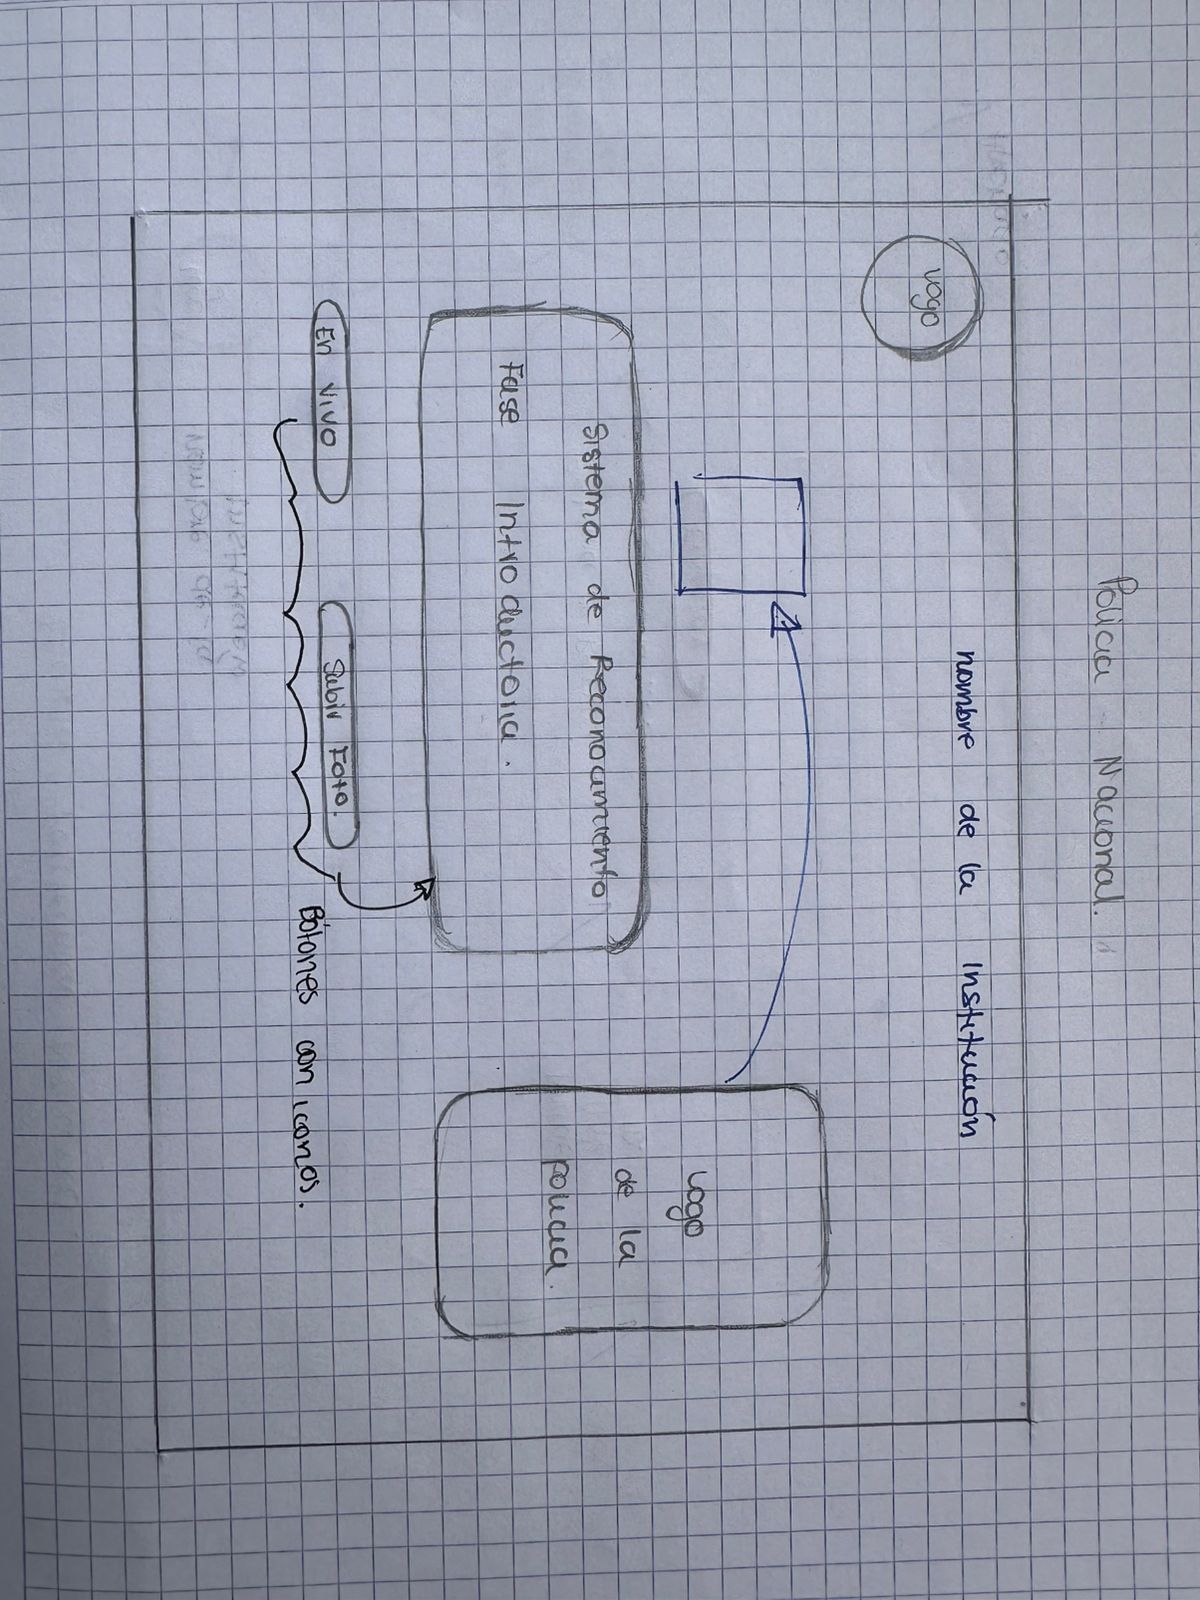 Policia Nacional.
nombre de la Institución
Logo
Sistema de Reconocimiento
Fase Introductoria.
Logo
de la
policia.
En vivo
Subir Foto.
Botones con iconos.